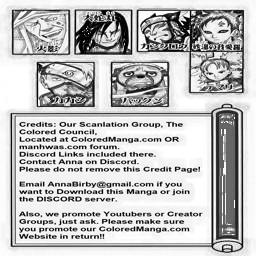 大蛇丸
Credits: Our Scanlation Group, The
Colored Council,
Located at ColoredManga.com OR
manhwas.com forum.
Discord Links included there.
Contact Anna on Discord.
Please do not remove this Credit Page!
Email AnnaBirby@gmail.com if you
want to Download this Manga or join
the DISCORD server.
Also, we promote Youtubers or Creator
Groups, just ask. Please make sure
you promote our ColoredManga.com
Website in return!!